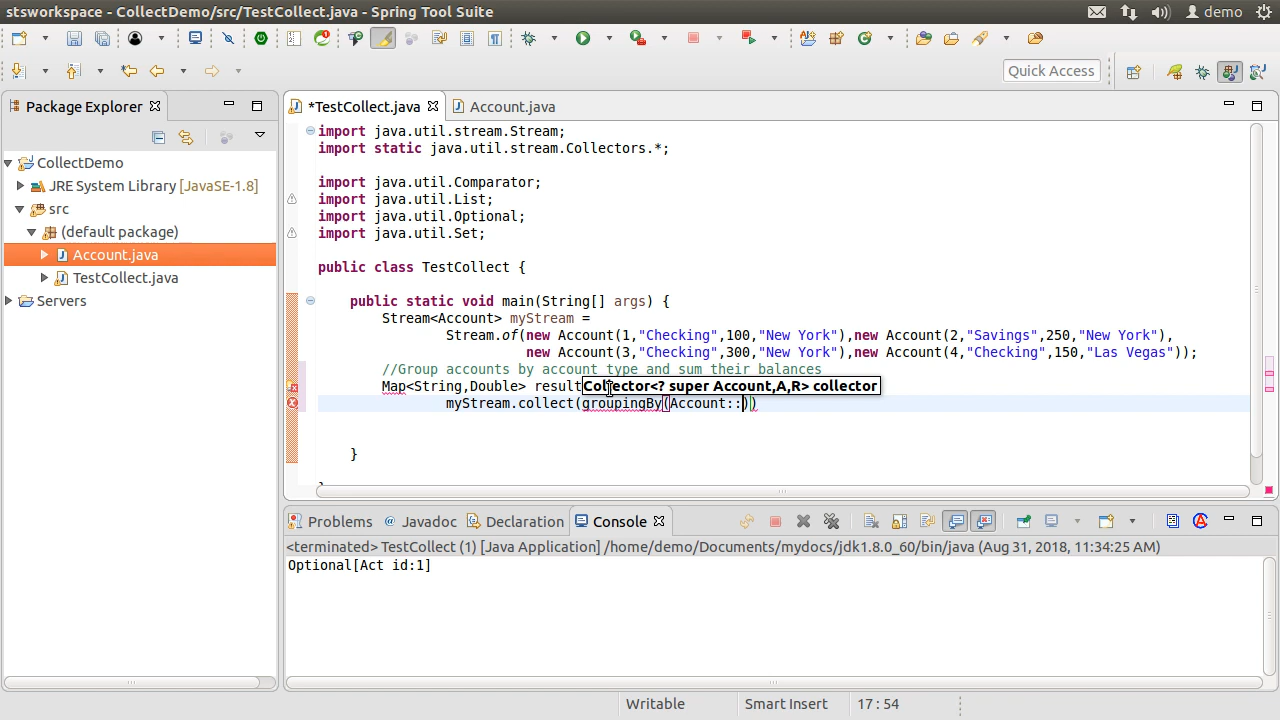 stsworkspace - CollectDemo/src/TestCollect.java - Spring Tool Suite
demo
Quick Access
Package Explorer
CollectDemo
JRE System Library [JavaSE-1.8]
src
(default package)
Account.java
TestCollect.java
Servers
*TestCollect.java
Account.java
import java.util.stream.Stream;
import static java.util.stream.Collectors.*;
import java.util.Comparator;
import java.util.List;
import java.util.Optional;
import java.util.Set;
public class TestCollect {
public static void main(String[] args) {
Stream<Account> myStream =
Stream.of(new Account(1,"Checking",100,"New York"),new Account(2,"Savings",250,"New York"),
new Account(3,"Checking",300,"New York"),new Account(4,"Checking",150,"Las Vegas"));
//Group accounts by account type and sum their balances
Map<String,Double> result
Collector<? super Account,A,R> collector
myStream.collect(groupingBy(Account::))
}
Problems
@ Javadoc
Declaration
Console
<terminated> TestCollect (1) [Java Application] /home/demo/Documents/mydocs/jdk1.8.0_60/bin/java (Aug 31, 2018, 11:34:25 AM)
Optional[Act id:1]
Writable
Smart Insert
17 : 54